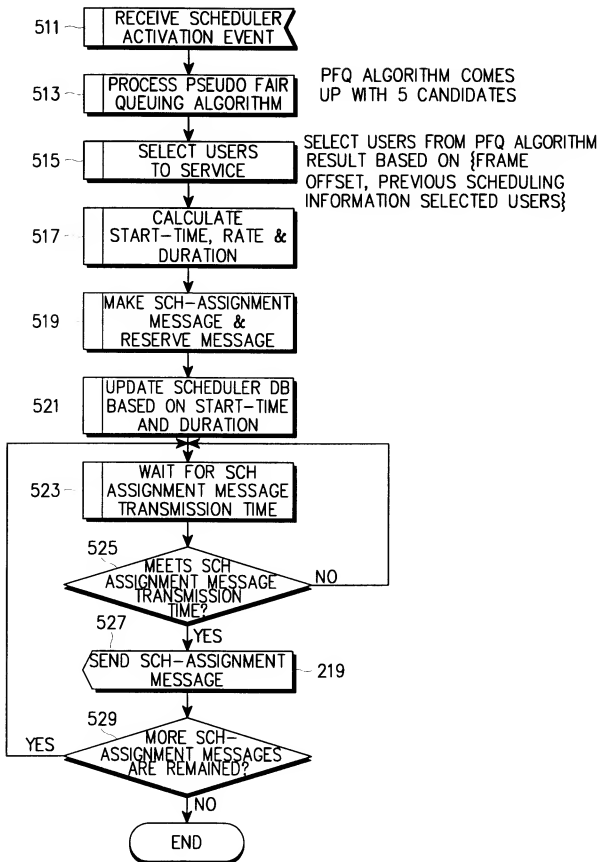 511
RECEIVE SCHEDULER
ACTIVATION EVENT
513
PROCESS PSEUDO FAIR
QUEUING ALGORITHM
PFQ ALGORITHM COMES
UP WITH 5 CANDIDATES
515
SELECT USERS
TO SERVICE
SELECT USERS FROM PFQ ALGORITHM
RESULT BASED ON {FRAME
OFFSET, PREVIOUS SCHEDULING
INFORMATION SELECTED USERS}
517
CALCULATE
START-TIME, RATE &
DURATION
519
MAKE SCH-ASSIGNMENT
MESSAGE &
RESERVE MESSAGE
521
UPDATE SCHEDULER DB
BASED ON START-TIME
AND DURATION
523
WAIT FOR SCH
ASSIGNMENT MESSAGE
TRANSMISSION TIME
525
MEETS SCH
ASSIGNMENT MESSAGE
TRANSMISSION
TIME?
NO
YES
527
SEND SCH-ASSIGNMENT
MESSAGE
219
529
MORE SCH-
ASSIGNMENT MESSAGES
ARE REMAINED?
YES
NO
END